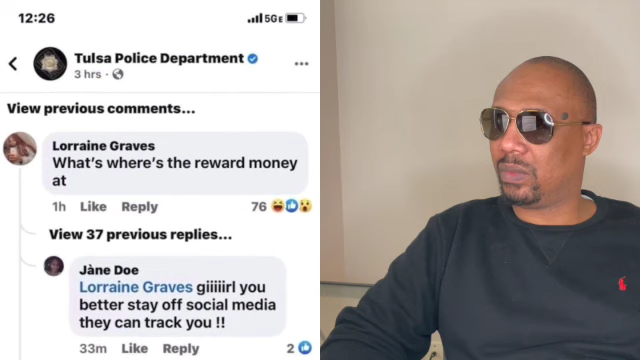 12:26
5GE
Tulsa Police Department
3 hrs ·
View previous comments...
Lorraine Graves
What's where's the reward money
at
1h Like Reply 76
View 37 previous replies...
Jàne Doe
Lorraine Graves giiiiirl you
better stay off social media
they can track you !!
33m Like Reply 2